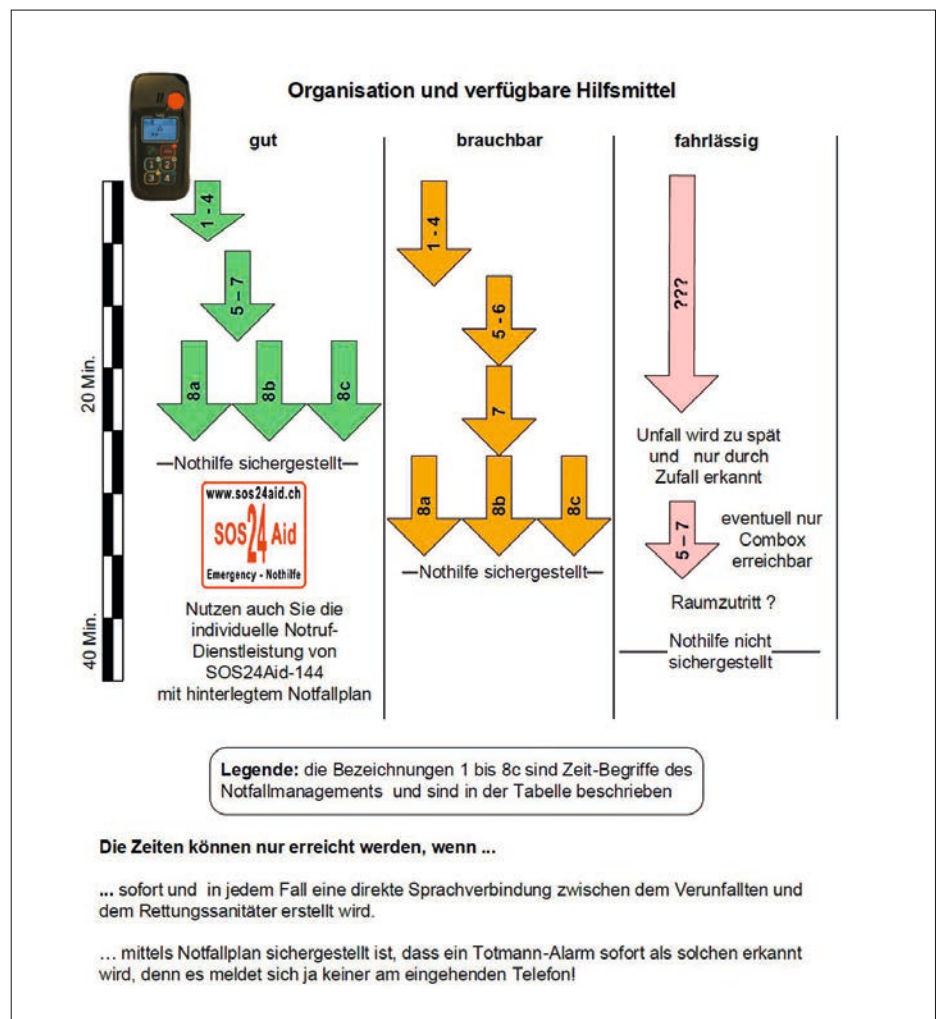 Organisation und verfügbare Hilfsmittel
gut
brauchbar
fahrlässig
1 - 4
5 – 7
8a
8b
8c
—Nothilfe sichergestellt—
www.sos24aid.ch
SOS24 Aid
Emergency - Nothilfe
Nutzen auch Sie die
individuelle Notruf-
Dienstleistung von
SOS24Aid-144
mit hinterlegtem Notfallplan
1 - 4
5 - 6
7
8a
8b
8c
—Nothilfe sichergestellt—
???
Unfall wird zu spät
und nur durch
Zufall erkannt
5 – 7
eventuell nur
Combox
erreichbar
Raumzutritt ?
Nothilfe nicht
sichergestellt
20 Min.
40 Min.
Legende: die Bezeichnungen 1 bis 8c sind Zeit-Begriffe des
Notfallmanagements und sind in der Tabelle beschrieben
Die Zeiten können nur erreicht werden, wenn ...
... sofort und in jedem Fall eine direkte Sprachverbindung zwischen dem Verunfallten und
dem Rettungssanitäter erstellt wird.
… mittels Notfallplan sichergestellt ist, dass ein Totmann-Alarm sofort als solchen erkannt
wird, denn es meldet sich ja keiner am eingehenden Telefon!